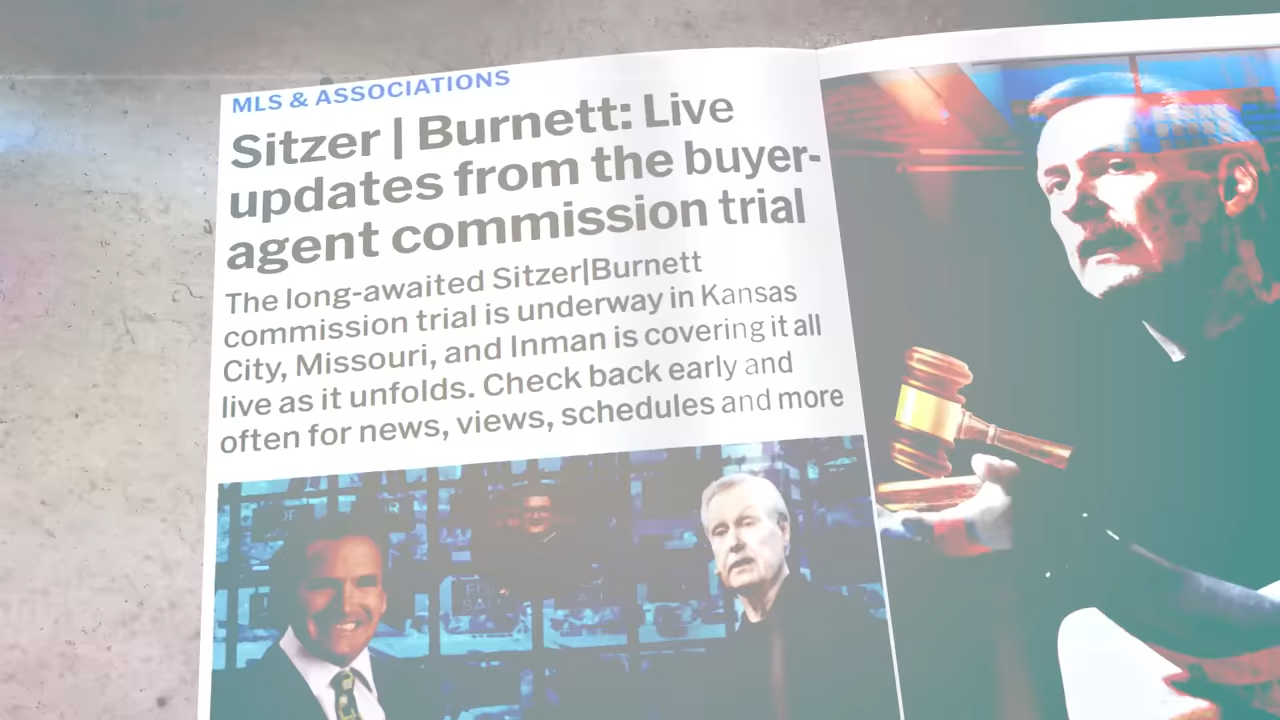 MLS & ASSOCIATIONS
Sitzer | Burnett: Live
updates from the buyer-
agent commission trial
The long-awaited Sitzer|Burnett
commission trial is underway in Kansas
City, Missouri, and Inman is covering it all
live as it unfolds. Check back early and
often for news, views, schedules and more